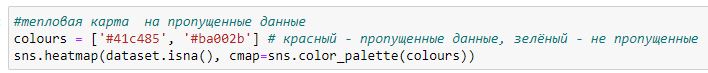 #тепловая карта  на пропущенные данные
colours = ['#41c485', '#ba002b'] # красный - пропущенные данные, зелёный - не пропущенные
sns.heatmap(dataset.isna(), cmap=sns.color_palette(colours))